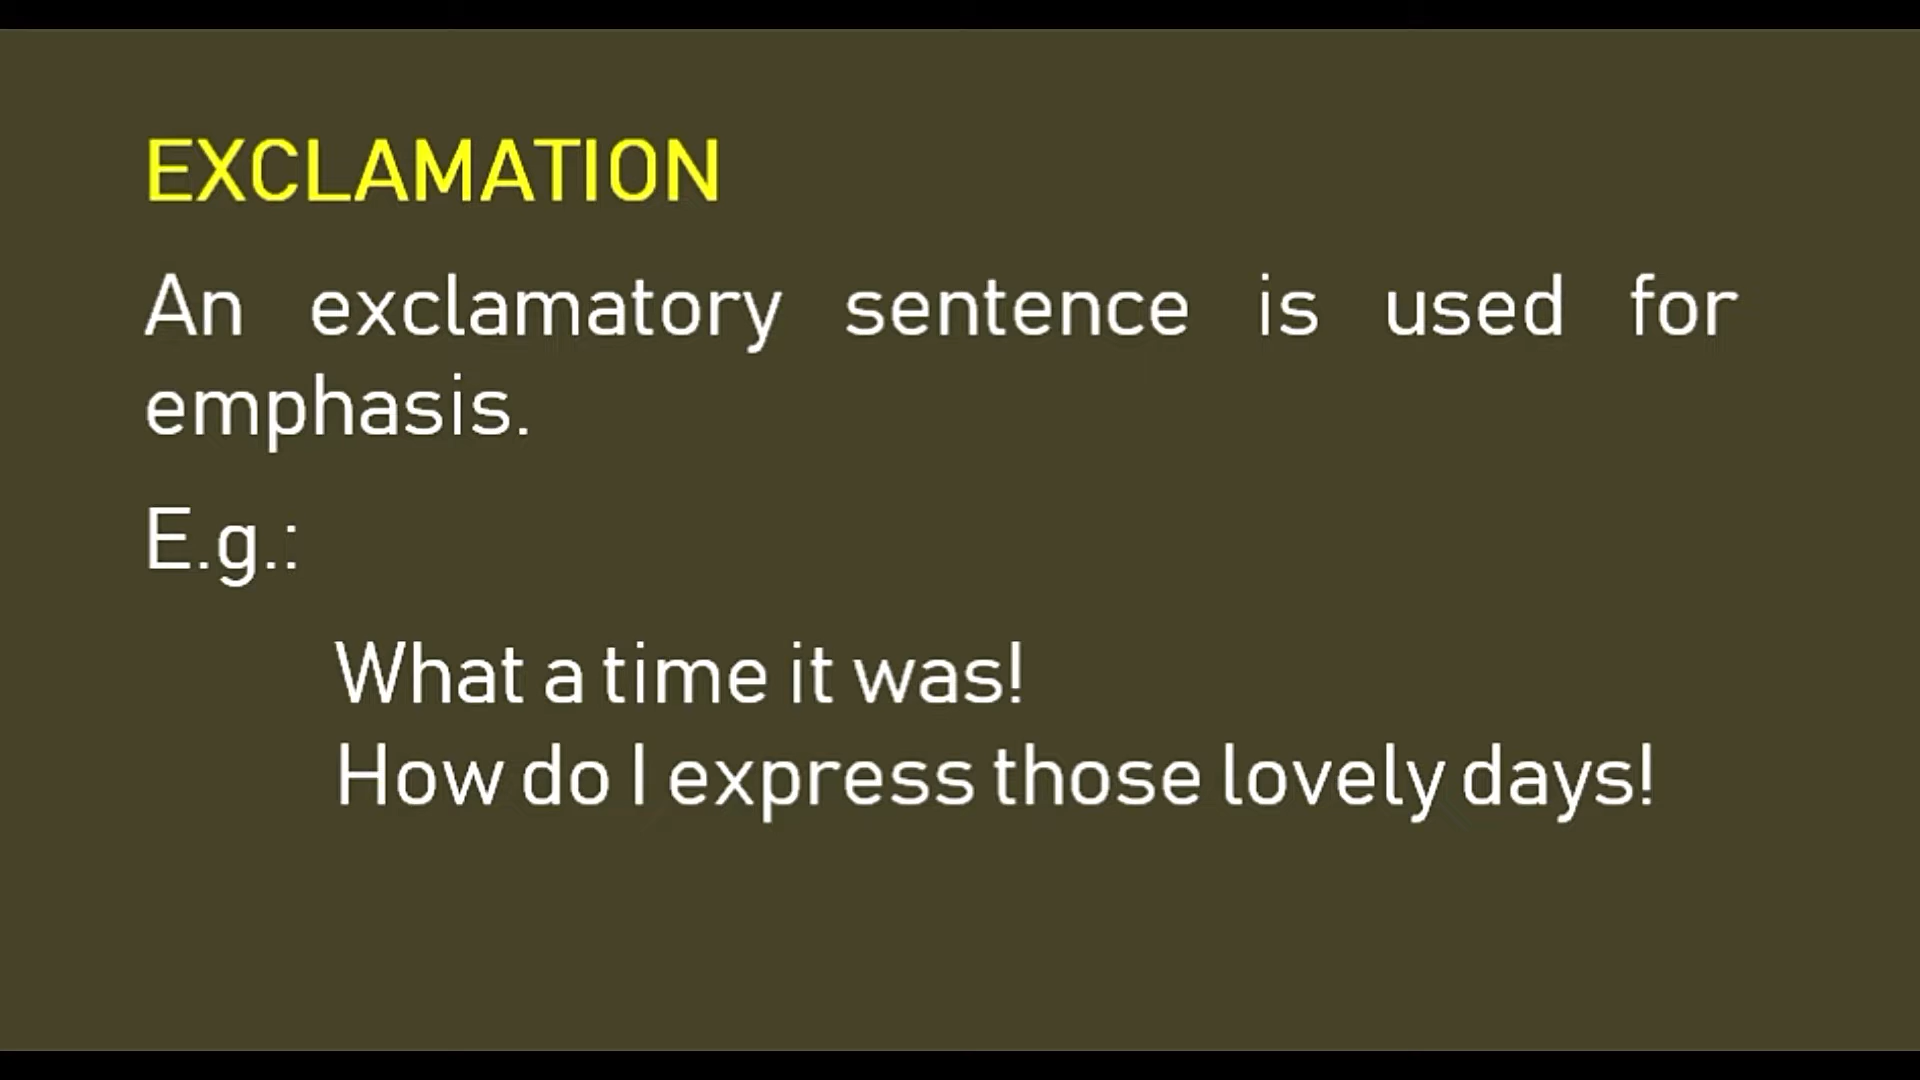 EXCLAMATION
An exclamatory sentence is used for
emphasis.
E.g.:
What a time it was!
How do I express those lovely days!